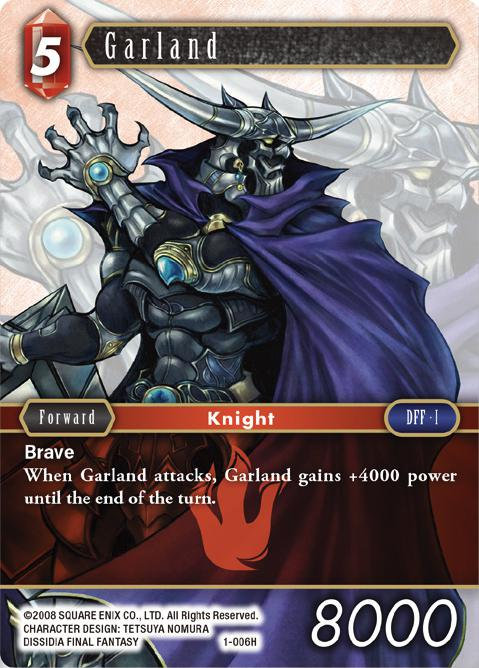 5
Garland
Forward
Knight
DFF · I
Brave
When Garland attacks, Garland gains +4000 power
until the end of the turn.
©2008 SQUARE ENIX CO., LTD. All Rights Reserved.
CHARACTER DESIGN: TETSUYA NOMURA
DISSIDIA FINAL FANTASY
1-006H
8000